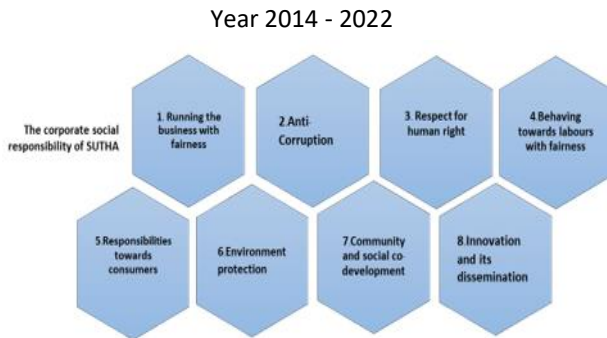 Year 2014 - 2022
The corporate social
responsibility of SUTHA
1. Running the
business with
fairness
2.Anti-
Corruption
3. Respect for
human right
4.Behaving
towards labours
with fairness
5.Responsibilities
towards
consumers
6.Environment
protection
7 Community
and social co-
development
8 Innovation
and its
dissemination